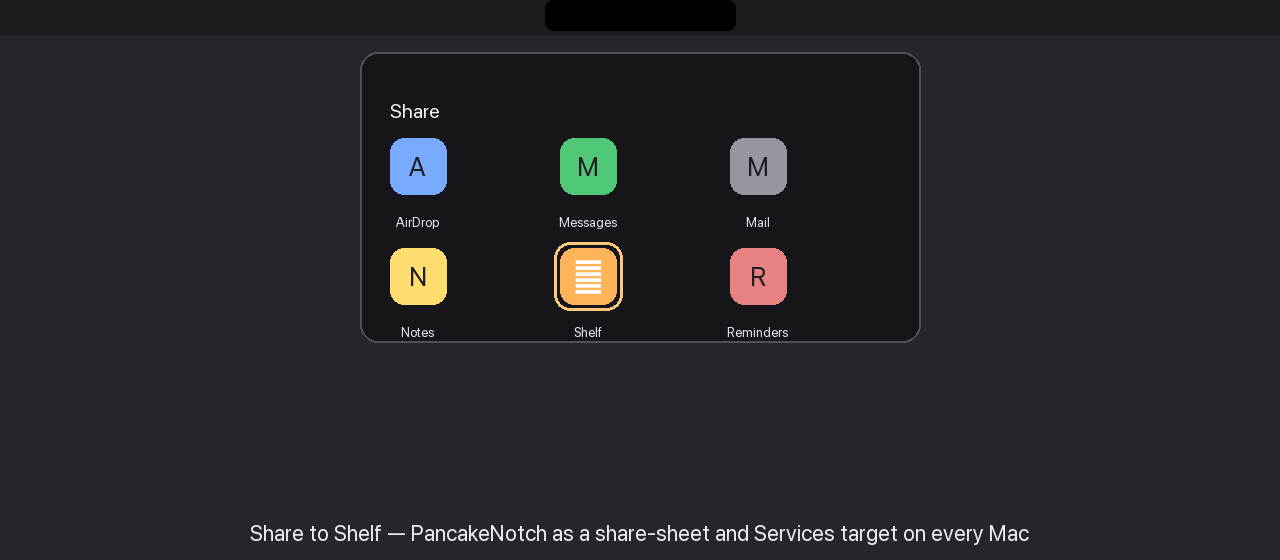 Share
A M M
AirDrop Messages Mail
N R
Notes Shelf Reminders
Share to Shelf — PancakeNotch as a share-sheet and Services target on every Mac